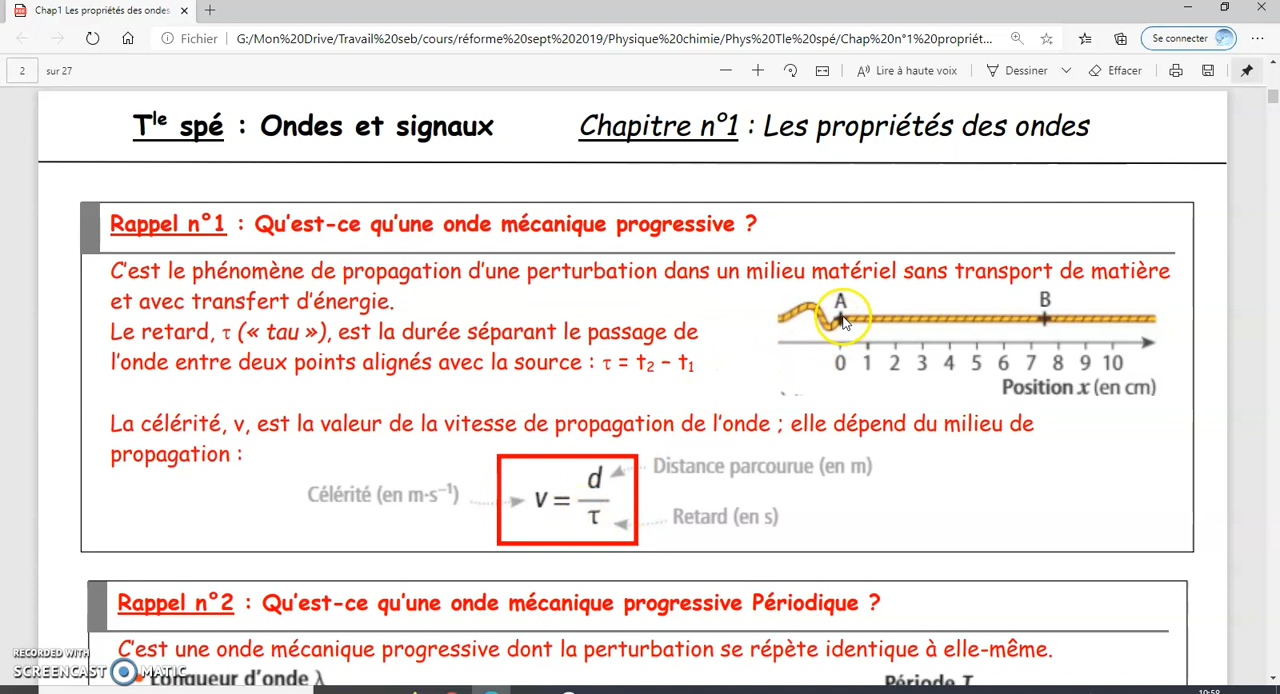 Chap1 Les propriétés des ondes
Fichier G:/Mon%20Drive/Travail%20seb/cours/réforme%20sept%202019/Physique%20chimie/Phys%20Tle%20spé/Chap%20n°1%20propriét...
Se connecter
2 sur 27
Lire à haute voix Dessiner Effacer
Tle spé : Ondes et signaux Chapitre n°1 : Les propriétés des ondes
Rappel n°1 : Qu'est-ce qu'une onde mécanique progressive ?
C'est le phénomène de propagation d'une perturbation dans un milieu matériel sans transport de matière
et avec transfert d'énergie.
A B
Le retard, τ (« tau »), est la durée séparant le passage de
l'onde entre deux points alignés avec la source : τ = t2 – t1
0 1 2 3 4 5 6 7 8 9 10
Position x (en cm)
La célérité, v, est la valeur de la vitesse de propagation de l'onde ; elle dépend du milieu de
propagation :
Distance parcourue (en m)
Célérité (en m·s⁻¹)
v = d/τ
Retard (en s)
Rappel n°2 : Qu'est-ce qu'une onde mécanique progressive Périodique ?
C'est une onde mécanique progressive dont la perturbation se répète identique à elle-même.
RECORDED WITH
SCREENCAST MATIC
Longueur d'onde λ Période T
10:58